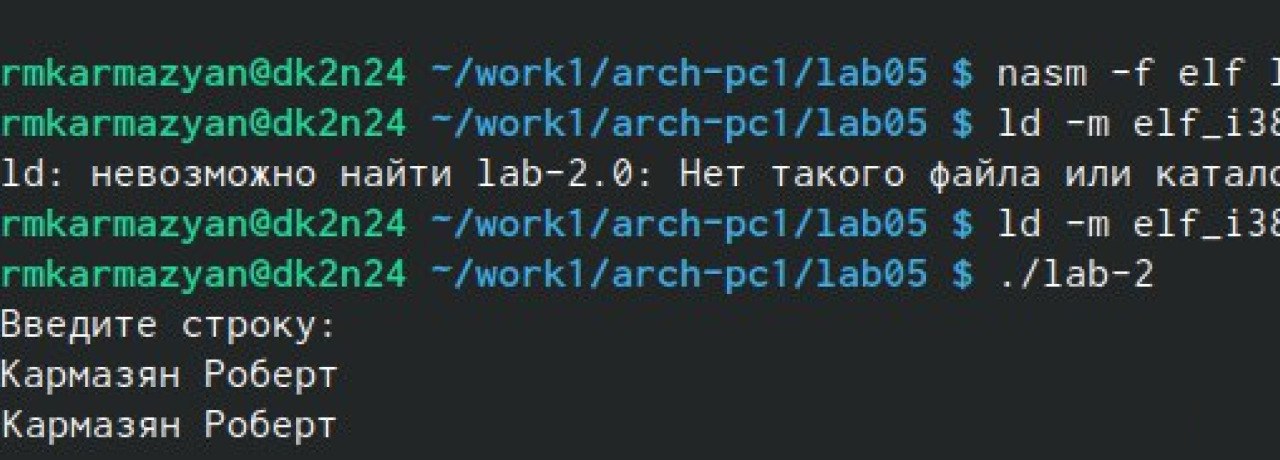 rmkarmazyan@dk2n24 ~/work1/arch-pc1/lab05 $ nasm -f elf l
rmkarmazyan@dk2n24 ~/work1/arch-pc1/lab05 $ ld -m elf_i38
ld: невозможно найти lab-2.0: Нет такого файла или катало
rmkarmazyan@dk2n24 ~/work1/arch-pc1/lab05 $ ld -m elf_i38
rmkarmazyan@dk2n24 ~/work1/arch-pc1/lab05 $ ./lab-2
Введите строку:
Кармазян Роберт
Кармазян Роберт